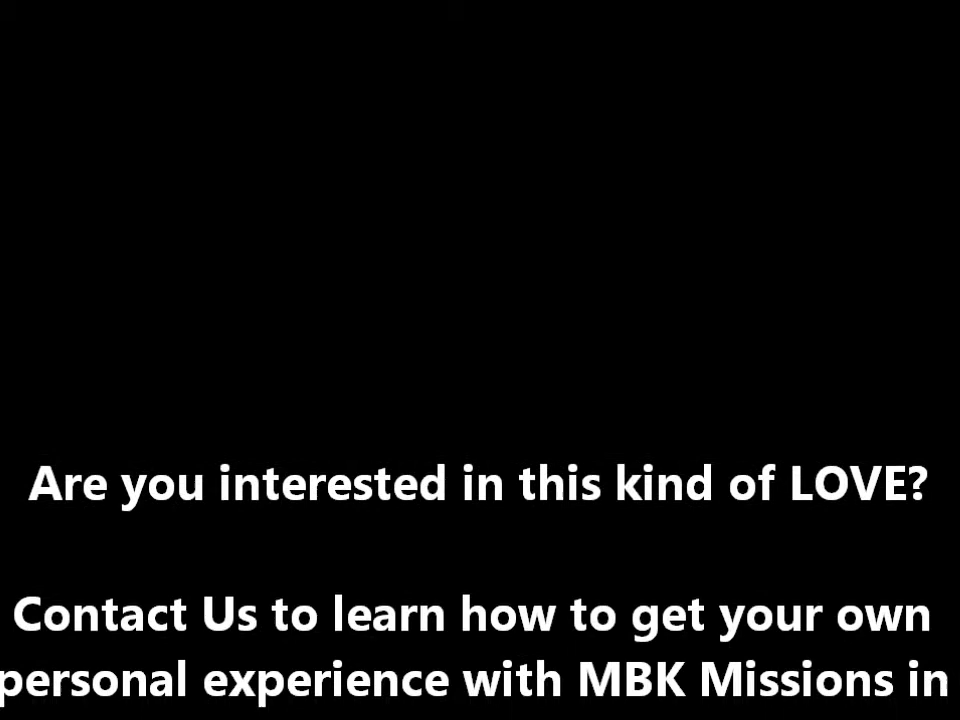 Are you interested in this kind of LOVE?
Contact Us to learn how to get your own
personal experience with MBK Missions in